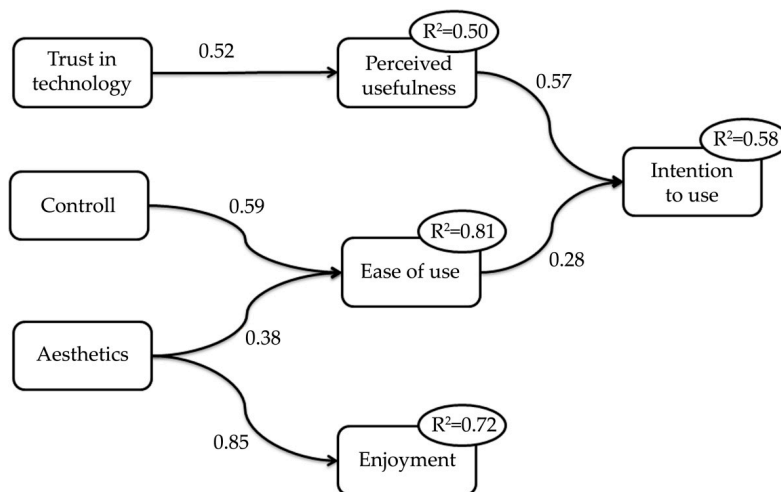 R²=0.50
Trust in
technology
0.52
Perceived
usefulness
0.57
R²=0.58
Intention
to use
Controll
0.59
R²=0.81
Ease of use
0.28
Aesthetics
0.38
0.85
R²=0.72
Enjoyment